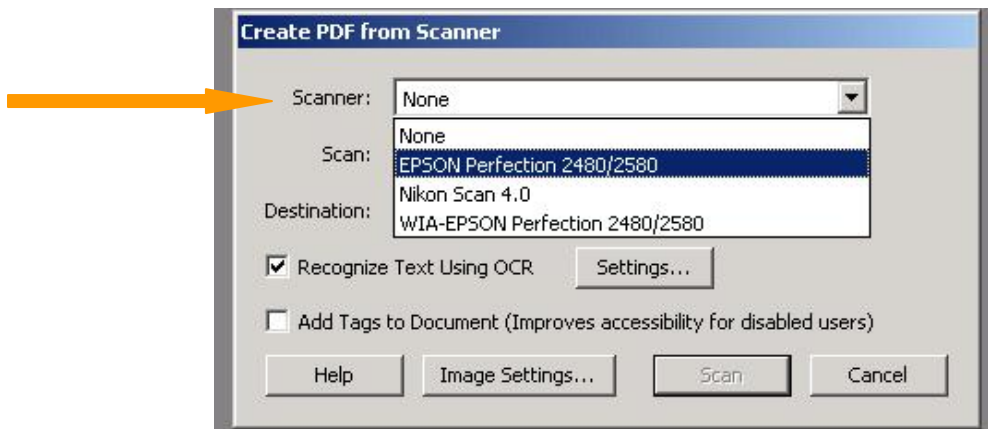 Create PDF from Scanner
Scanner: None
None
Scan: EPSON Perfection 2480/2580
Nikon Scan 4.0
Destination: WIA-EPSON Perfection 2480/2580
Recognize Text Using OCR Settings...
Add Tags to Document (Improves accessibility for disabled users)
Help Image Settings... Scan Cancel